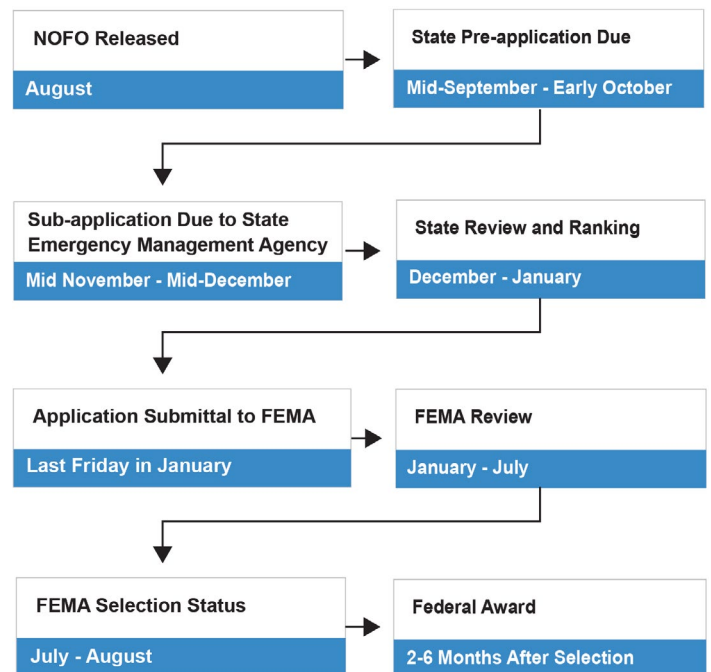 NOFO Released
August
State Pre-application Due
Mid-September - Early October
Sub-application Due to State
Emergency Management Agency
Mid November - Mid-December
State Review and Ranking
December - January
Application Submittal to FEMA
Last Friday in January
FEMA Review
January - July
FEMA Selection Status
July - August
Federal Award
2-6 Months After Selection